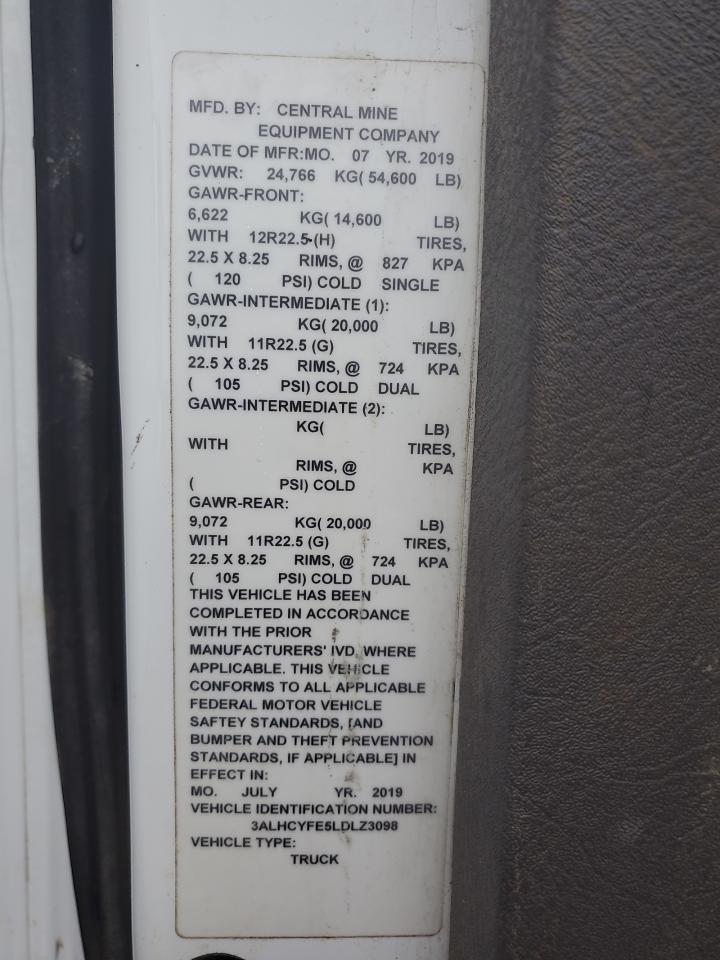 MFD. BY: CENTRAL MINE
EQUIPMENT COMPANY
DATE OF MFR:MO. 07 YR. 2019
GVWR: 24,766 KG( 54,600 LB)
GAWR-FRONT:
6,622 KG( 14,600 LB)
WITH 12R22.5 (H) TIRES,
22.5 X 8.25 RIMS, @ 827 KPA
( 120 PSI) COLD SINGLE
GAWR-INTERMEDIATE (1):
9,072 KG( 20,000 LB)
WITH 11R22.5 (G) TIRES,
22.5 X 8.25 RIMS, @ 724 KPA
( 105 PSI) COLD DUAL
GAWR-INTERMEDIATE (2):
KG( LB)
WITH TIRES,
RIMS, @ KPA
( PSI) COLD
GAWR-REAR:
9,072 KG( 20,000 LB)
WITH 11R22.5 (G) TIRES,
22.5 X 8.25 RIMS, @ 724 KPA
( 105 PSI) COLD DUAL
THIS VEHICLE HAS BEEN
COMPLETED IN ACCORDANCE
WITH THE PRIOR
MANUFACTURERS' IVD, WHERE
APPLICABLE. THIS VEHICLE
CONFORMS TO ALL APPLICABLE
FEDERAL MOTOR VEHICLE
SAFTEY STANDARDS, [AND
BUMPER AND THEFT PREVENTION
STANDARDS, IF APPLICABLE] IN
EFFECT IN:
MO. JULY YR. 2019
VEHICLE IDENTIFICATION NUMBER:
3ALHCYFE5LDLZ3098
VEHICLE TYPE:
TRUCK